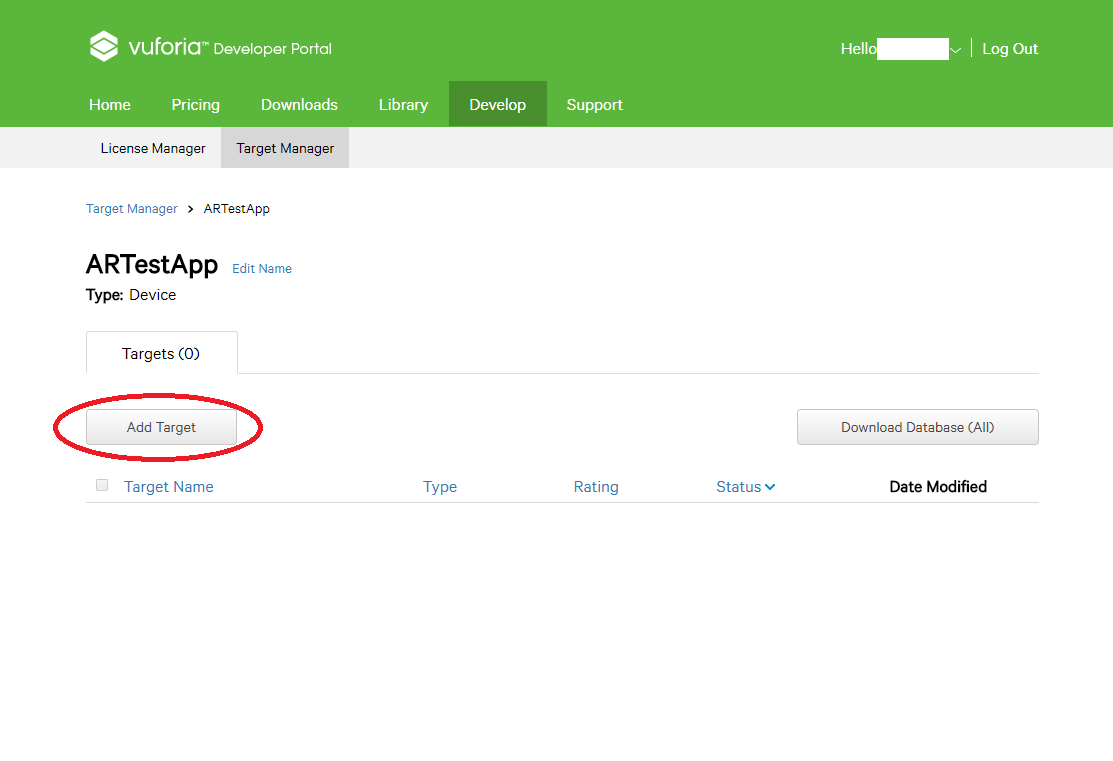 vuforia™ Developer Portal
Hello Log Out
Home Pricing Downloads Library Develop Support
License Manager Target Manager
Target Manager > ARTestApp
ARTestApp Edit Name
Type: Device
Targets (0)
Add Target Download Database (All)
Target Name Type Rating Status Date Modified